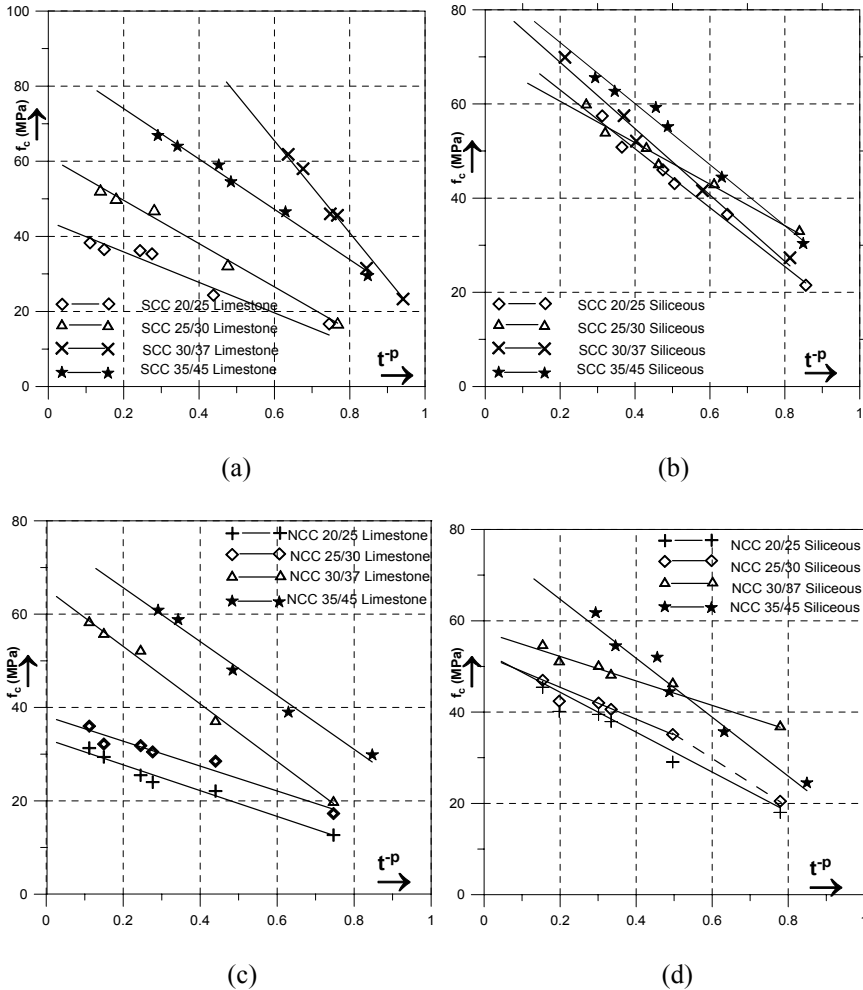 100
80
60
40
20
0
f_c (MPa)
SCC 20/25 Limestone
SCC 25/30 Limestone
SCC 30/37 Limestone
SCC 35/45 Limestone
t^-p
0 0.2 0.4 0.6 0.8 1
(a)
80
60
40
20
0
f_c (MPa)
SCC 20/25 Siliceous
SCC 25/30 Siliceous
SCC 30/37 Siliceous
SCC 35/45 Siliceous
t^-p
0 0.2 0.4 0.6 0.8 1
(b)
80
60
40
20
0
f_c (MPa)
NCC 20/25 Limestone
NCC 25/30 Limestone
NCC 30/37 Limestone
NCC 35/45 Limestone
t^-p
0 0.2 0.4 0.6 0.8 1
(c)
80
60
40
20
0
f_c (MPa)
NCC 20/25 Siliceous
NCC 25/30 Siliceous
NCC 30/37 Siliceous
NCC 35/45 Siliceous
t^-p
0 0.2 0.4 0.6 0.8 1
(d)